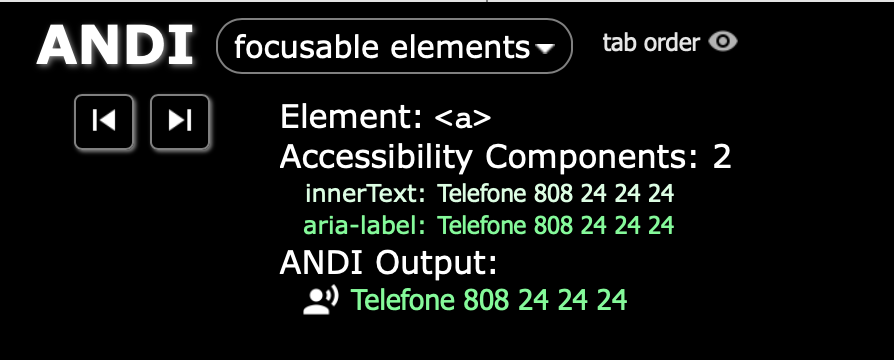 ANDI focusable elements tab order
Element: <a>
Accessibility Components: 2
innerText: Telefone 808 24 24 24
aria-label: Telefone 808 24 24 24
ANDI Output:
Telefone 808 24 24 24